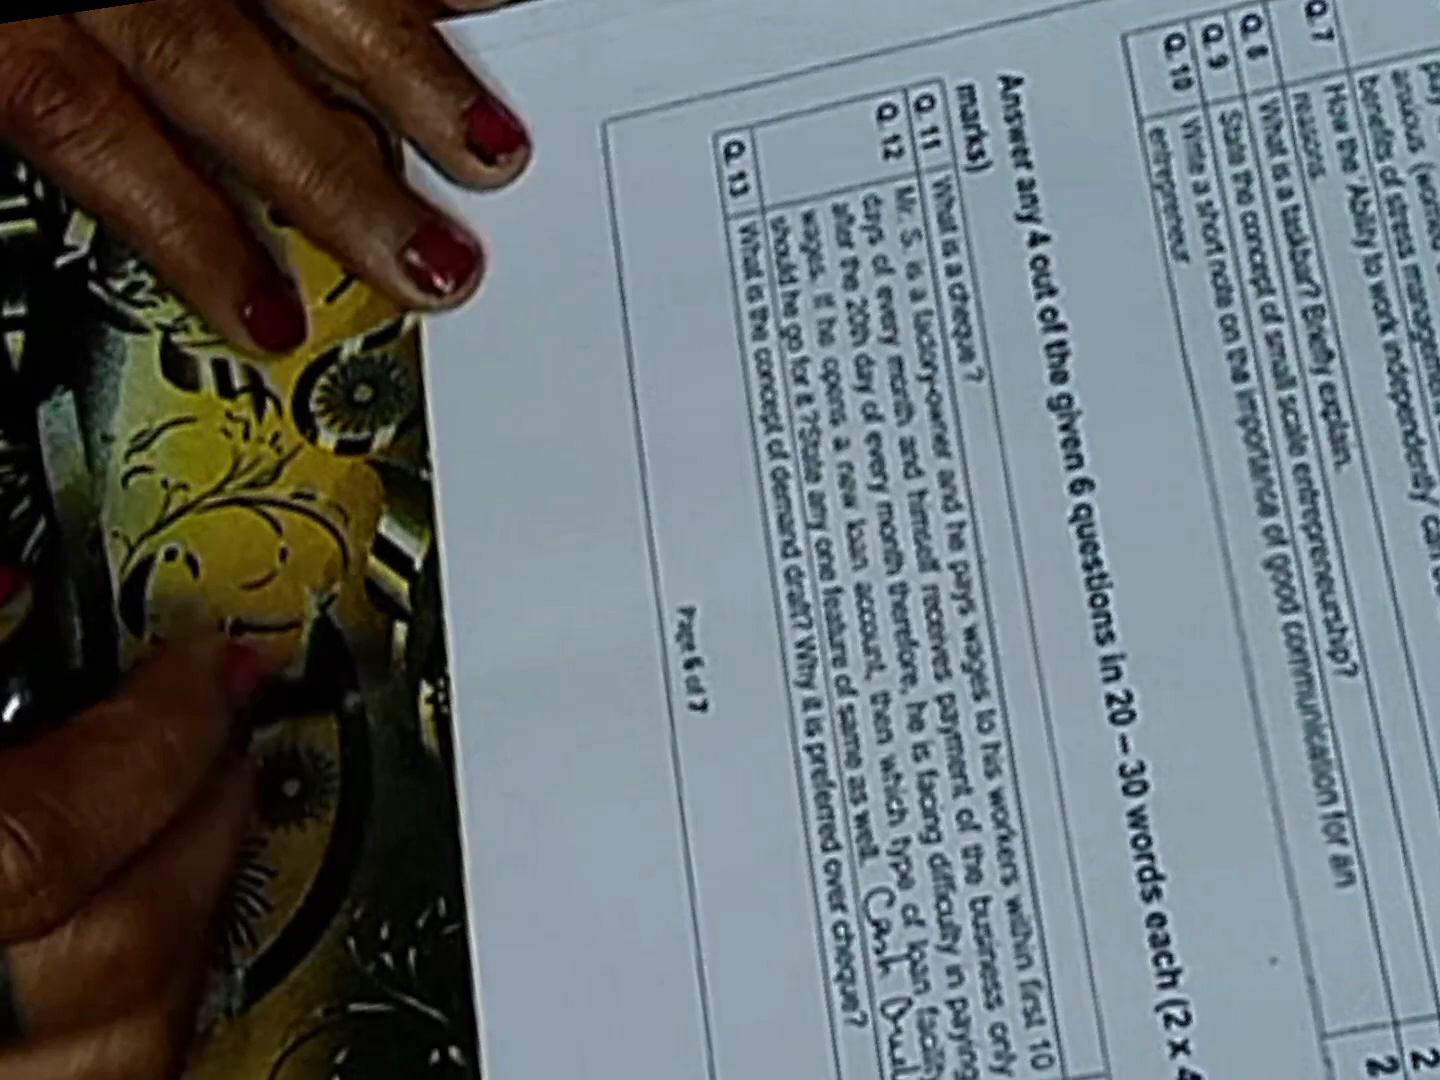 pay
anxious (worried
benefits of stress management
Q.7 How the 'Ability to work independently' can
reasons.
Q. 8 What is a taskbar? Briefly explain.
Q. 9 State the concept of small scale entrepreneurship? 2
Q. 10 Write a short note on the importance of good communication for an 2
entrepreneur
Answer any 4 out of the given 6 questions in 20 – 30 words each (2 x 4
marks)
Q. 11 What is a cheque ?
Q. 12 Mr. S. is a factory-owner and he pays wages to his workers within first 10
days of every month and himself receives payment of the business only
after the 20th day of every month therefore, he is facing difficulty in paying
wages. If he opens a new loan account, then which type of loan facility
should he go for it ?State any one feature of same as well. Cash
Q. 13 What is the concept of demand draft? Why it is preferred over cheque?
Page 6 of 7